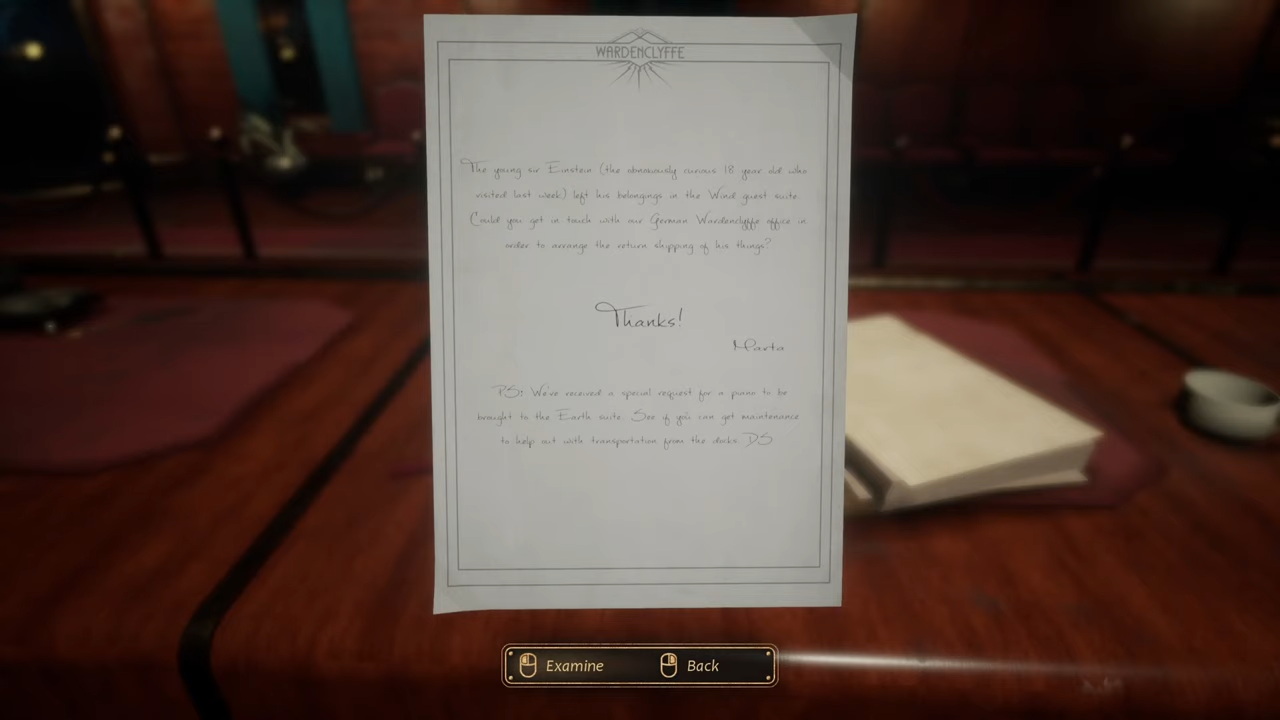 WARDENCLYFFE
The young sir Einstein (the obnoxiously curious 18 year old who
visited last week) left his belongings in the Wind guest suite.
Could you get in touch with our German Wardenclyffe office in
order to arrange the return shipping of his things?
Thanks!
Marta
PS: We've received a special request for a piano to be
brought to the Earth suite. See if you can get maintenance
to help out with transportation from the docks. DS
Examine
Back